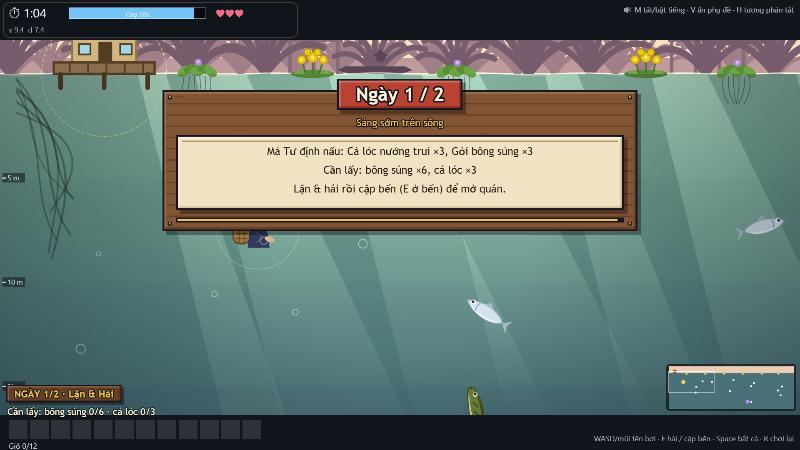 1:04
Oxy 78s
x 9.4 d 7.4
M tắt/bật tiếng · V ẩn phụ đề · H tương phản tắt
Ngày 1 / 2
Sáng sớm trên sông
Má Tư định nấu: Cá lóc nướng trui ×3, Gỏi bông súng ×3
Cần lấy: bông súng ×6, cá lóc ×3
Lặn & hái rồi cập bến (E ở bến) để mở quán.
5 m
10 m
NGÀY 1/2 · Lặn & Hái
Cần lấy: bông súng 0/6 · cá lóc 0/3
Giỏ 0/12
WASD/mũi tên bơi · E hái / cập bến · Space bắt cá · R chơi lại